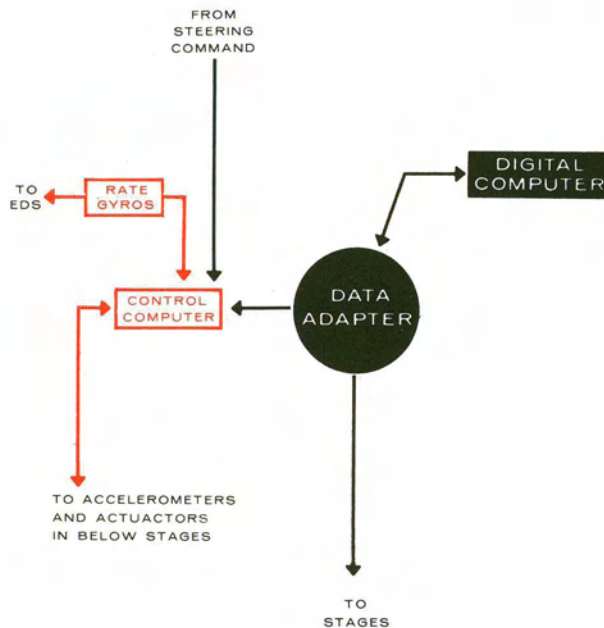 FROM
STEERING
COMMAND
DIGITAL
COMPUTER
TO
EDS
RATE
GYROS
CONTROL
COMPUTER
DATA
ADAPTER
TO ACCELEROMETERS
AND ACTUACTORS
IN BELOW STAGES
TO
STAGES